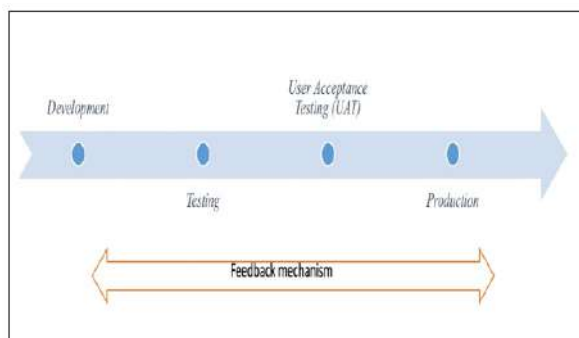 Development
User Acceptance
Testing (UAT)
Testing
Production
Feedback mechanism